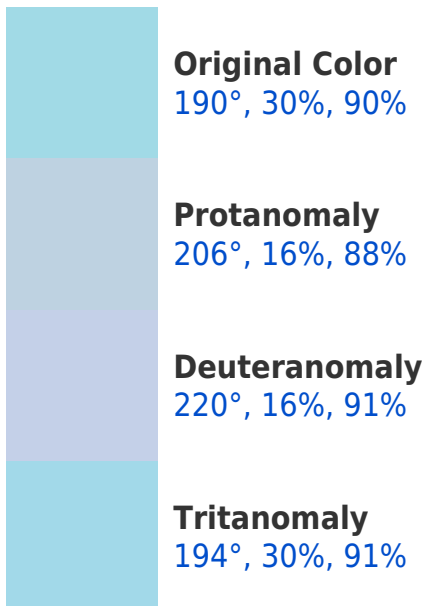 Original Color
190°, 30%, 90%
Protanomaly
206°, 16%, 88%
Deuteranomaly
220°, 16%, 91%
Tritanomaly
194°, 30%, 91%